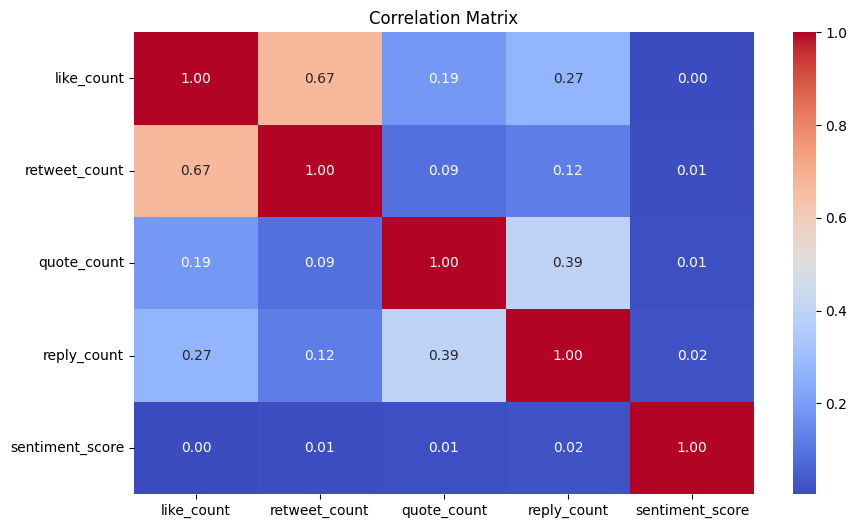 Correlation Matrix
like_count 1.00 0.67 0.19 0.27 0.00
retweet_count 0.67 1.00 0.09 0.12 0.01
quote_count 0.19 0.09 1.00 0.39 0.01
reply_count 0.27 0.12 0.39 1.00 0.02
sentiment_score 0.00 0.01 0.01 0.02 1.00
like_count retweet_count quote_count reply_count sentiment_score
1.0
0.8
0.6
0.4
0.2